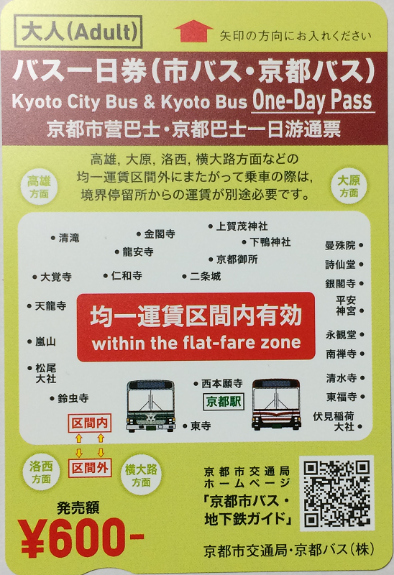 大人(Adult)
矢印の方向にお入れください
バス一日券(市バス・京都バス)
Kyoto City Bus & Kyoto Bus One-Day Pass
京都市营巴士・京都巴士一日游通票
高雄, 大原, 洛西, 横大路方面などの
均一運賃区間外にまたがって乗車の際は,
境界停留所からの運賃が別途必要です。
高雄
方面
大原
方面
・清滝
・金閣寺
・上賀茂神社
・龍安寺
・下鴨神社
・京都御所
・大覚寺
・仁和寺
・二条城
曼殊院・
詩仙堂・
銀閣寺・
平安
神宮・
永観堂・
南禅寺・
清水寺・
東福寺・
伏見稲荷
大社・
・天龍寺
・嵐山
・松尾
大社
・鈴虫寺
均一運賃区間内有効
within the flat-fare zone
・西本願寺
京都駅
・東寺
区間内
区間外
洛西
方面
横大路
方面
発売額
¥600-
京都市交通局
ホームページ
「京都市バス・
地下鉄ガイド」
京都市交通局・京都バス(株)